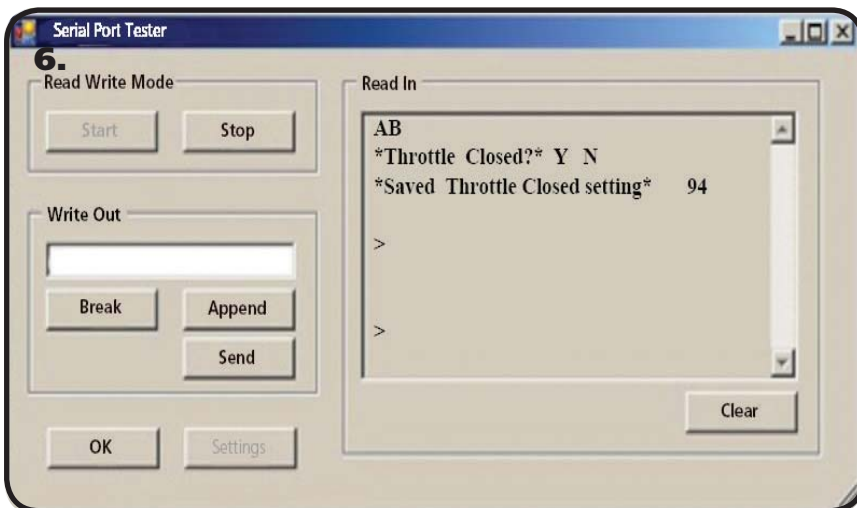 Serial Port Tester
6.
Read Write Mode
Start
Stop
Write Out
Break
Append
Send
OK
Settings
Read In
AB
*Throttle Closed?* Y N
*Saved Throttle Closed setting* 94
>
>
Clear